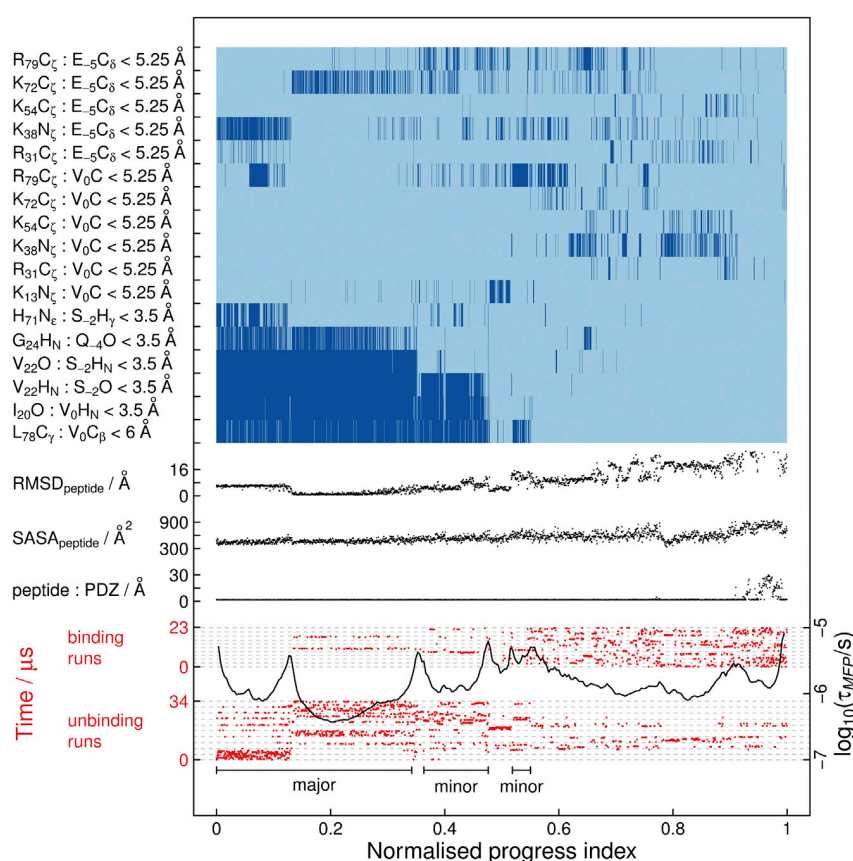 R79Cζ : E−5Cδ < 5.25 Å
K72Cζ : E−5Cδ < 5.25 Å
K54Cζ : E−5Cδ < 5.25 Å
K38Nζ : E−5Cδ < 5.25 Å
R31Cζ : E−5Cδ < 5.25 Å
R79Cζ : V0C < 5.25 Å
K72Cζ : V0C < 5.25 Å
K54Cζ : V0C < 5.25 Å
K38Nζ : V0C < 5.25 Å
R31Cζ : V0C < 5.25 Å
K13Nζ : V0C < 5.25 Å
H71Nε : S−2Hγ < 3.5 Å
G24HN : Q−4O < 3.5 Å
V22O : S−2HN < 3.5 Å
V22HN : S−2O < 3.5 Å
I20O : V0HN < 3.5 Å
L78Cγ : V0Cβ < 6 Å
RMSDpeptide / Å
16
0
SASApeptide / Å2
900
300
peptide : PDZ / Å
30
0
Time / μs
binding
runs
23
0
unbinding
runs
34
0
−5
−6
−7
log10(τMFP/s)
major
minor
minor
0
0.2
0.4
0.6
0.8
1
Normalised progress index